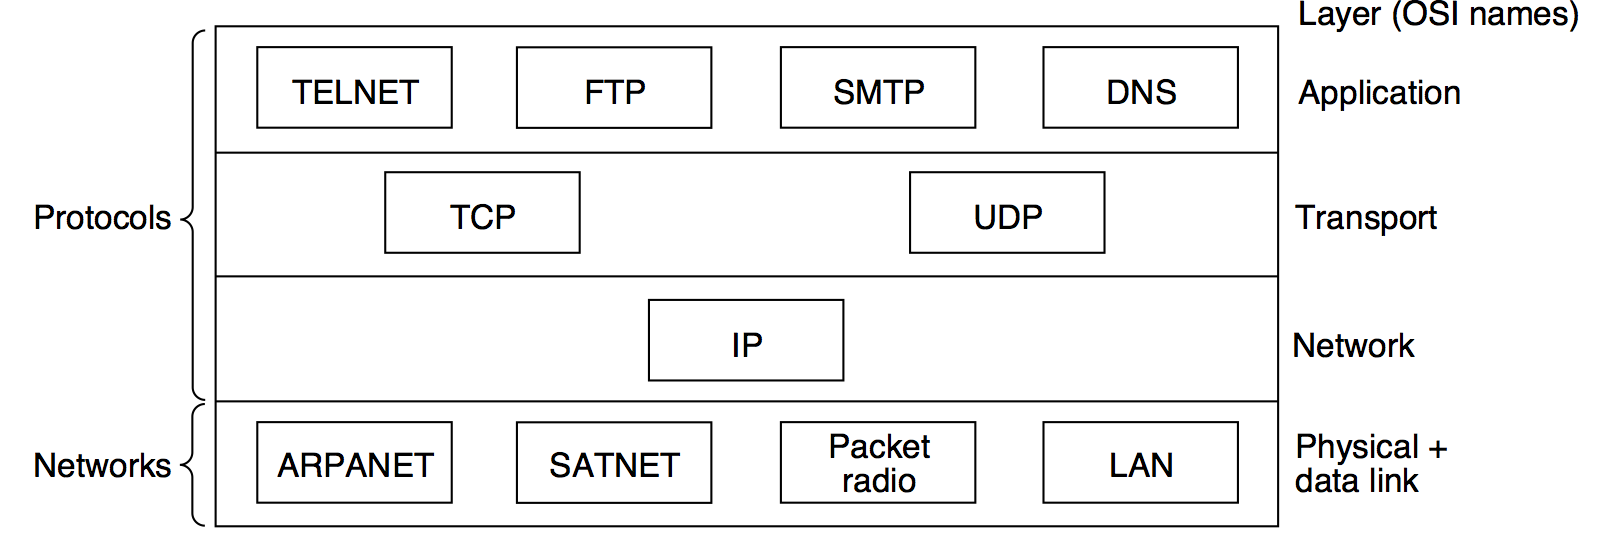 Layer (OSI names)
TELNET FTP SMTP DNS Application
Protocols TCP UDP Transport
IP Network
Networks ARPANET SATNET Packet radio LAN Physical + data link